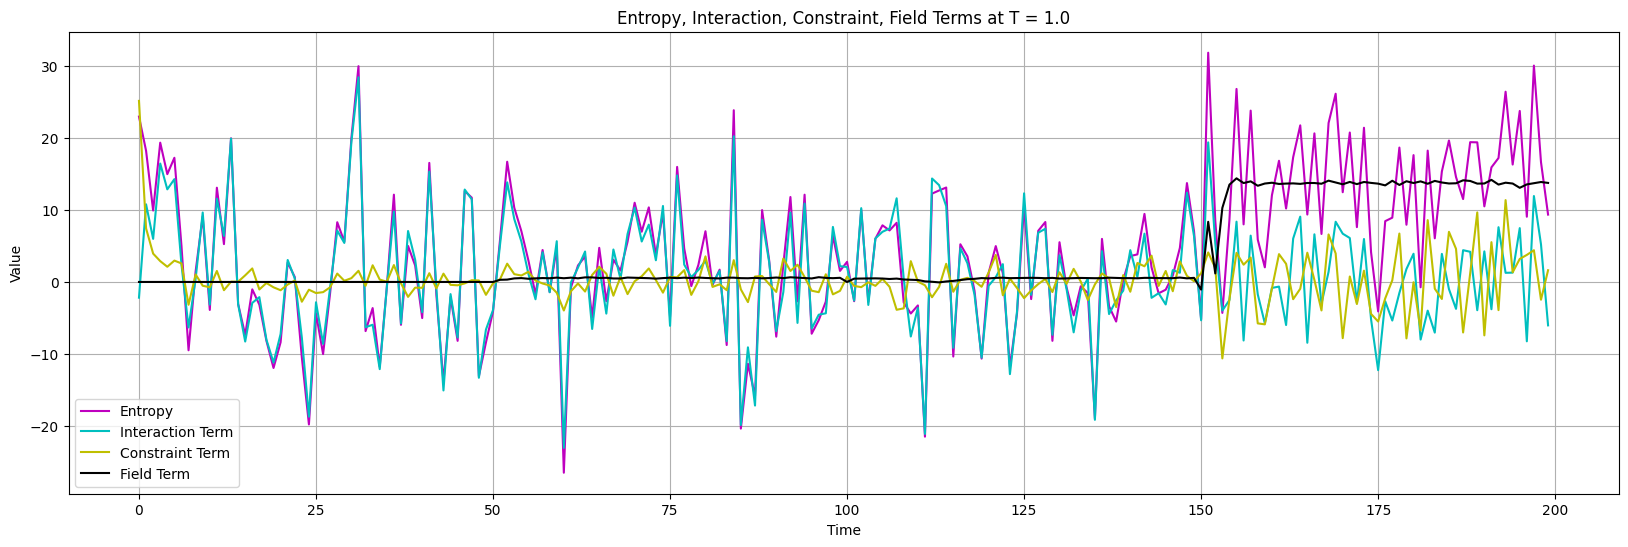 Entropy, Interaction, Constraint, Field Terms at T = 1.0
Value
30
20
10
0
−10
−20
Entropy
Interaction Term
Constraint Term
Field Term
0 25 50 75 100 125 150 175 200
Time